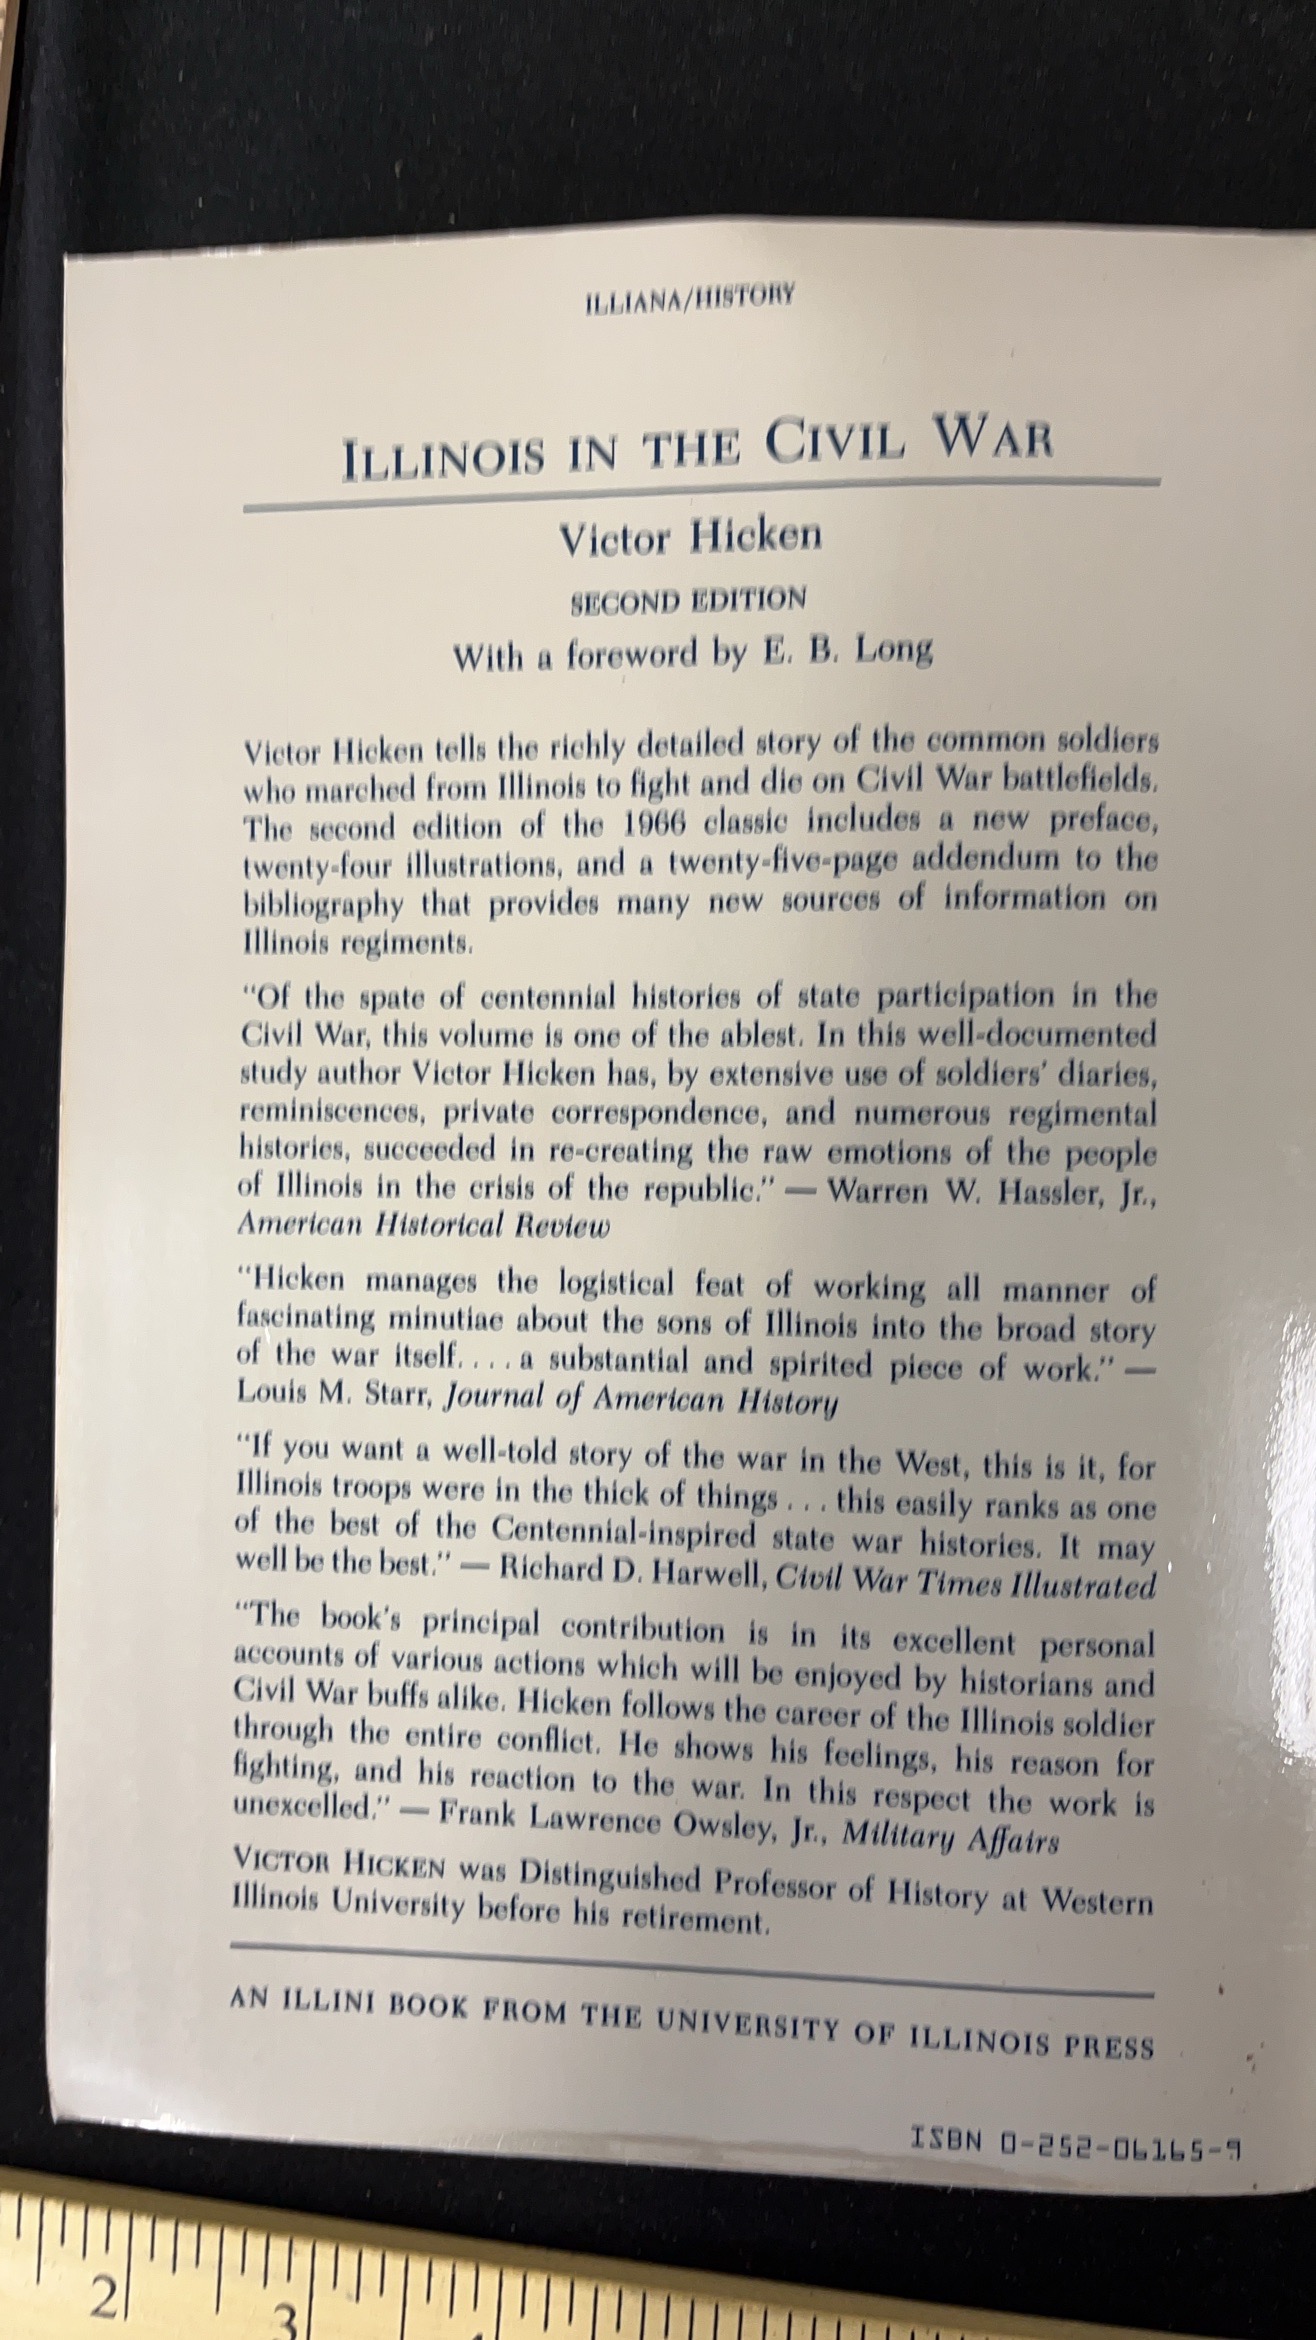 ILLIANA/HISTORY
ILLINOIS IN THE CIVIL WAR
Victor Hicken
SECOND EDITION
With a foreword by E. B. Long
Victor Hicken tells the richly detailed story of the common soldiers
who marched from Illinois to fight and die on Civil War battlefields.
The second edition of the 1966 classic includes a new preface,
twenty-four illustrations, and a twenty-five-page addendum to the
bibliography that provides many new sources of information on
Illinois regiments.
"Of the spate of centennial histories of state participation in the
Civil War, this volume is one of the ablest. In this well-documented
study author Victor Hicken has, by extensive use of soldiers' diaries,
reminiscences, private correspondence, and numerous regimental
histories, succeeded in re-creating the raw emotions of the people
of Illinois in the crisis of the republic." — Warren W. Hassler, Jr.,
American Historical Review
"Hicken manages the logistical feat of working all manner of
fascinating minutiae about the sons of Illinois into the broad story
of the war itself. . . . a substantial and spirited piece of work." —
Louis M. Starr, Journal of American History
"If you want a well-told story of the war in the West, this is it, for
Illinois troops were in the thick of things . . . this easily ranks as one
of the best of the Centennial-inspired state war histories. It may
well be the best." — Richard D. Harwell, Civil War Times Illustrated
"The book's principal contribution is in its excellent personal
accounts of various actions which will be enjoyed by historians and
Civil War buffs alike. Hicken follows the career of the Illinois soldier
through the entire conflict. He shows his feelings, his reason for
fighting, and his reaction to the war. In this respect the work is
unexcelled." — Frank Lawrence Owsley, Jr., Military Affairs
VICTOR HICKEN was Distinguished Professor of History at Western
Illinois University before his retirement.
AN ILLINI BOOK FROM THE UNIVERSITY OF ILLINOIS PRESS
ISBN 0-252-06165-9
2
3